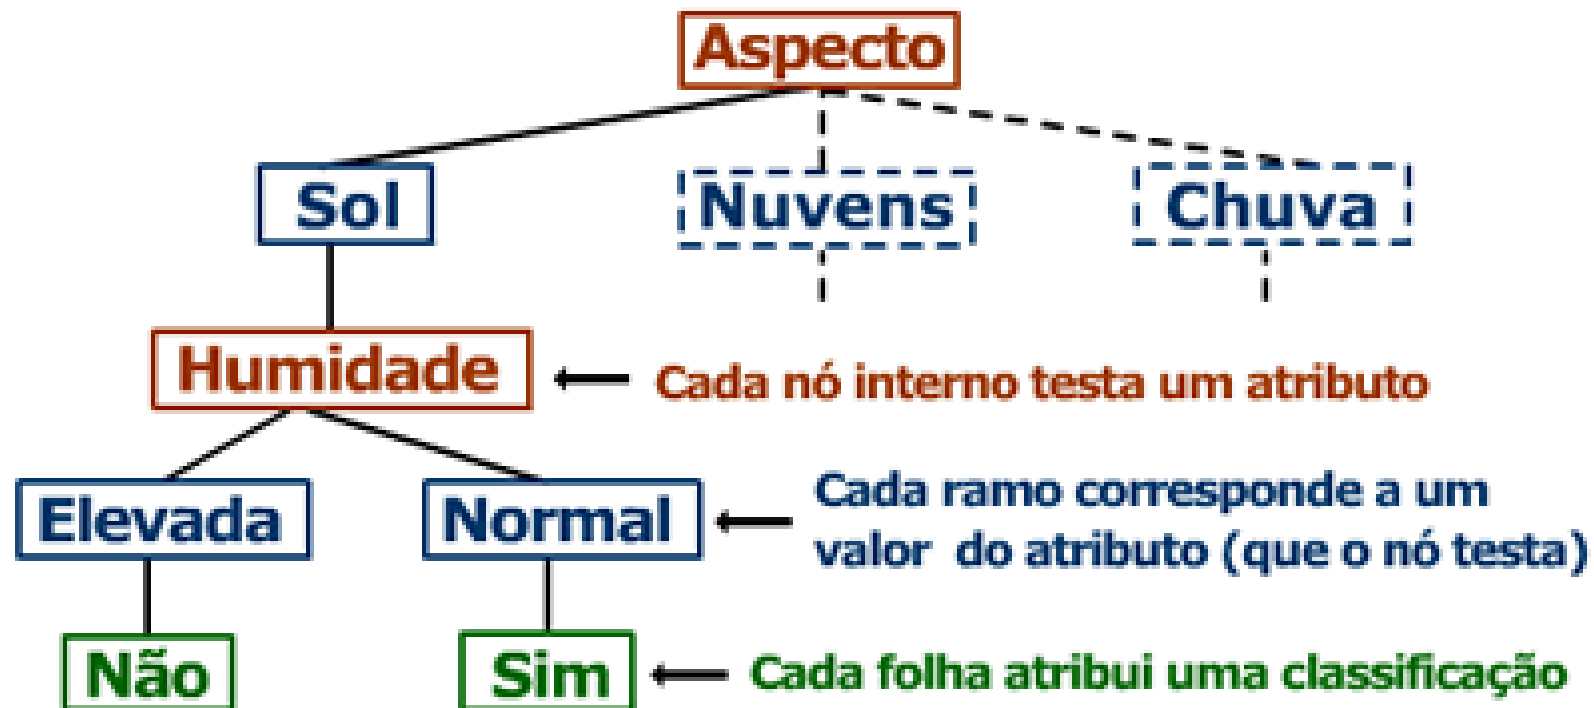 Aspecto
Sol
Nuvens
Chuva
Humidade
Cada nó interno testa um atributo
Elevada
Normal
Cada ramo corresponde a um
valor do atributo (que o nó testa)
Não
Sim
Cada folha atribui uma classificação